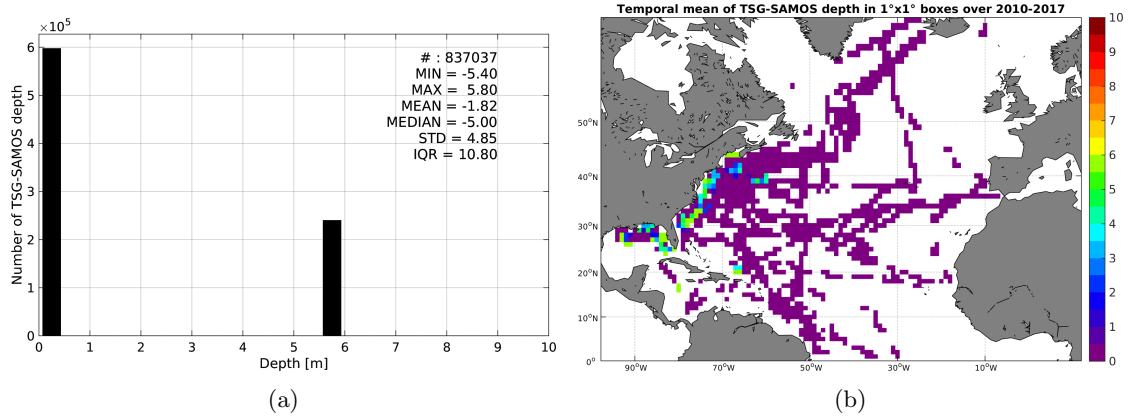 ×10⁵
6
5
4
3
2
1
0
Number of TSG-SAMOS depth
# : 837037
MIN = -5.40
MAX = 5.80
MEAN = -1.82
MEDIAN = -5.00
STD = 4.85
IQR = 10.80
0 1 2 3 4 5 6 7 8 9 10
Depth [m]
(a)
Temporal mean of TSG-SAMOS depth in 1°x1° boxes over 2010-2017
50°N
40°N
30°N
20°N
10°N
0°
90°W 70°W 50°W 30°W 10°W
10
9
8
7
6
5
4
3
2
1
0
(b)